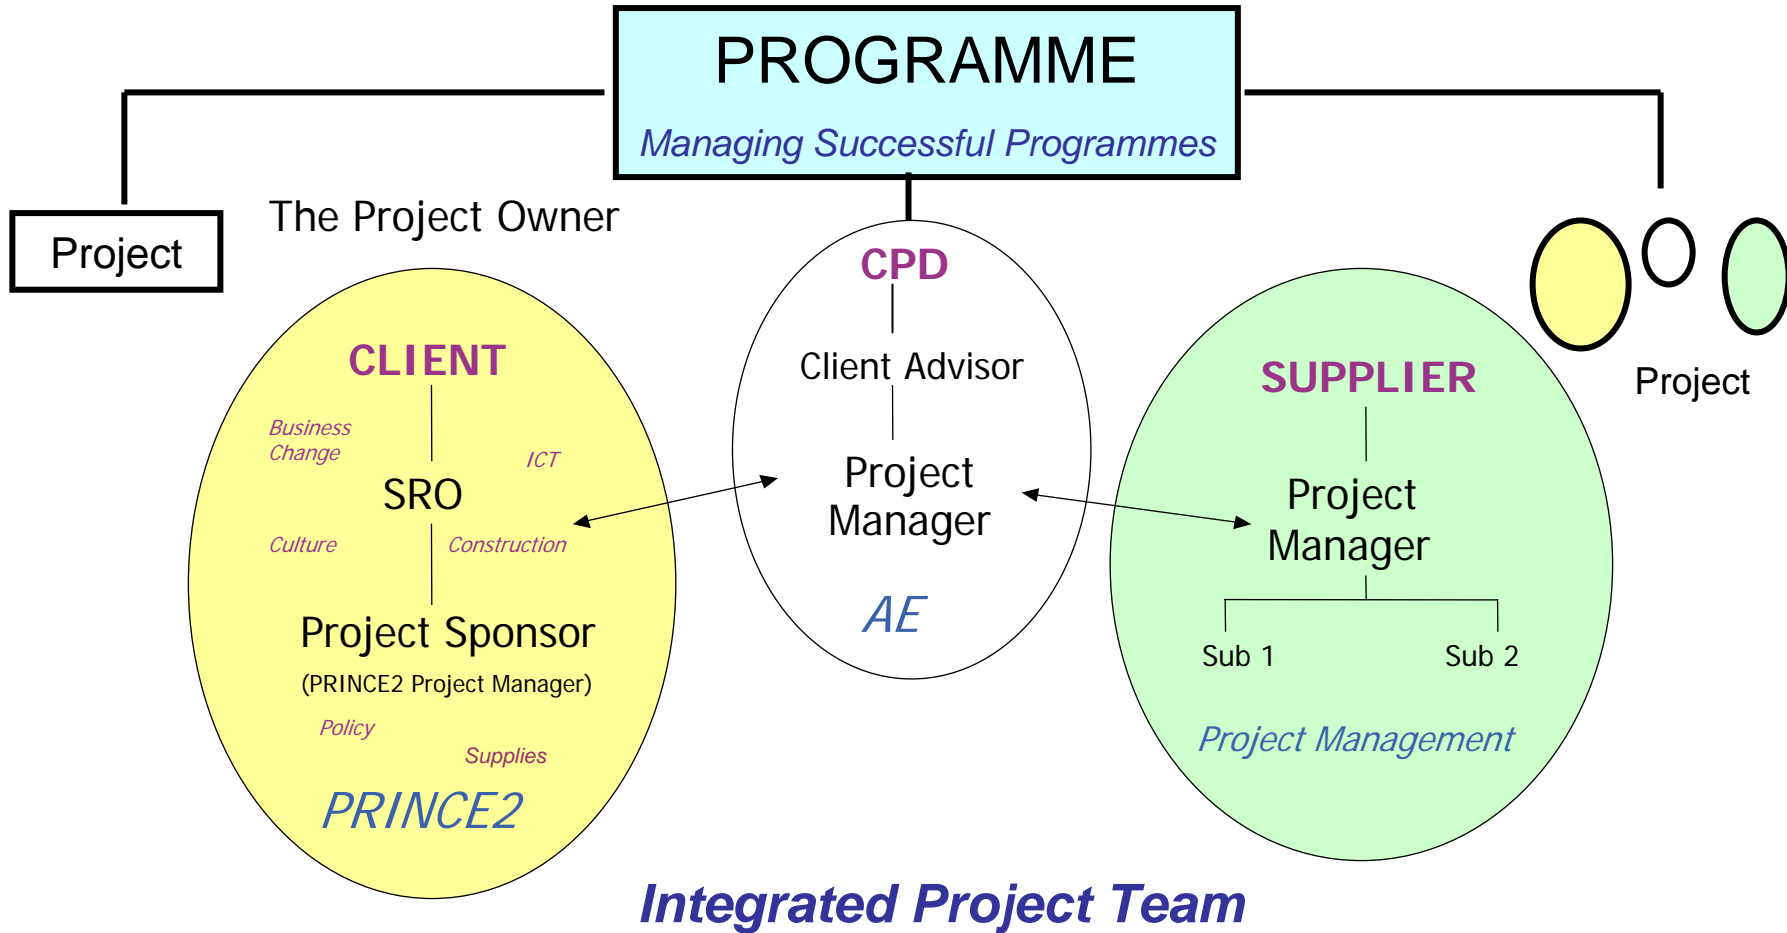 PROGRAMME
Managing Successful Programmes
Project
The Project Owner
CLIENT
Business
Change
ICT
SRO
Culture
Construction
Project Sponsor
(PRINCE2 Project Manager)
Policy
Supplies
PRINCE2
CPD
Client Advisor
Project
Manager
AE
SUPPLIER
Project
Manager
Sub 1
Sub 2
Project Management
Project
Integrated Project Team